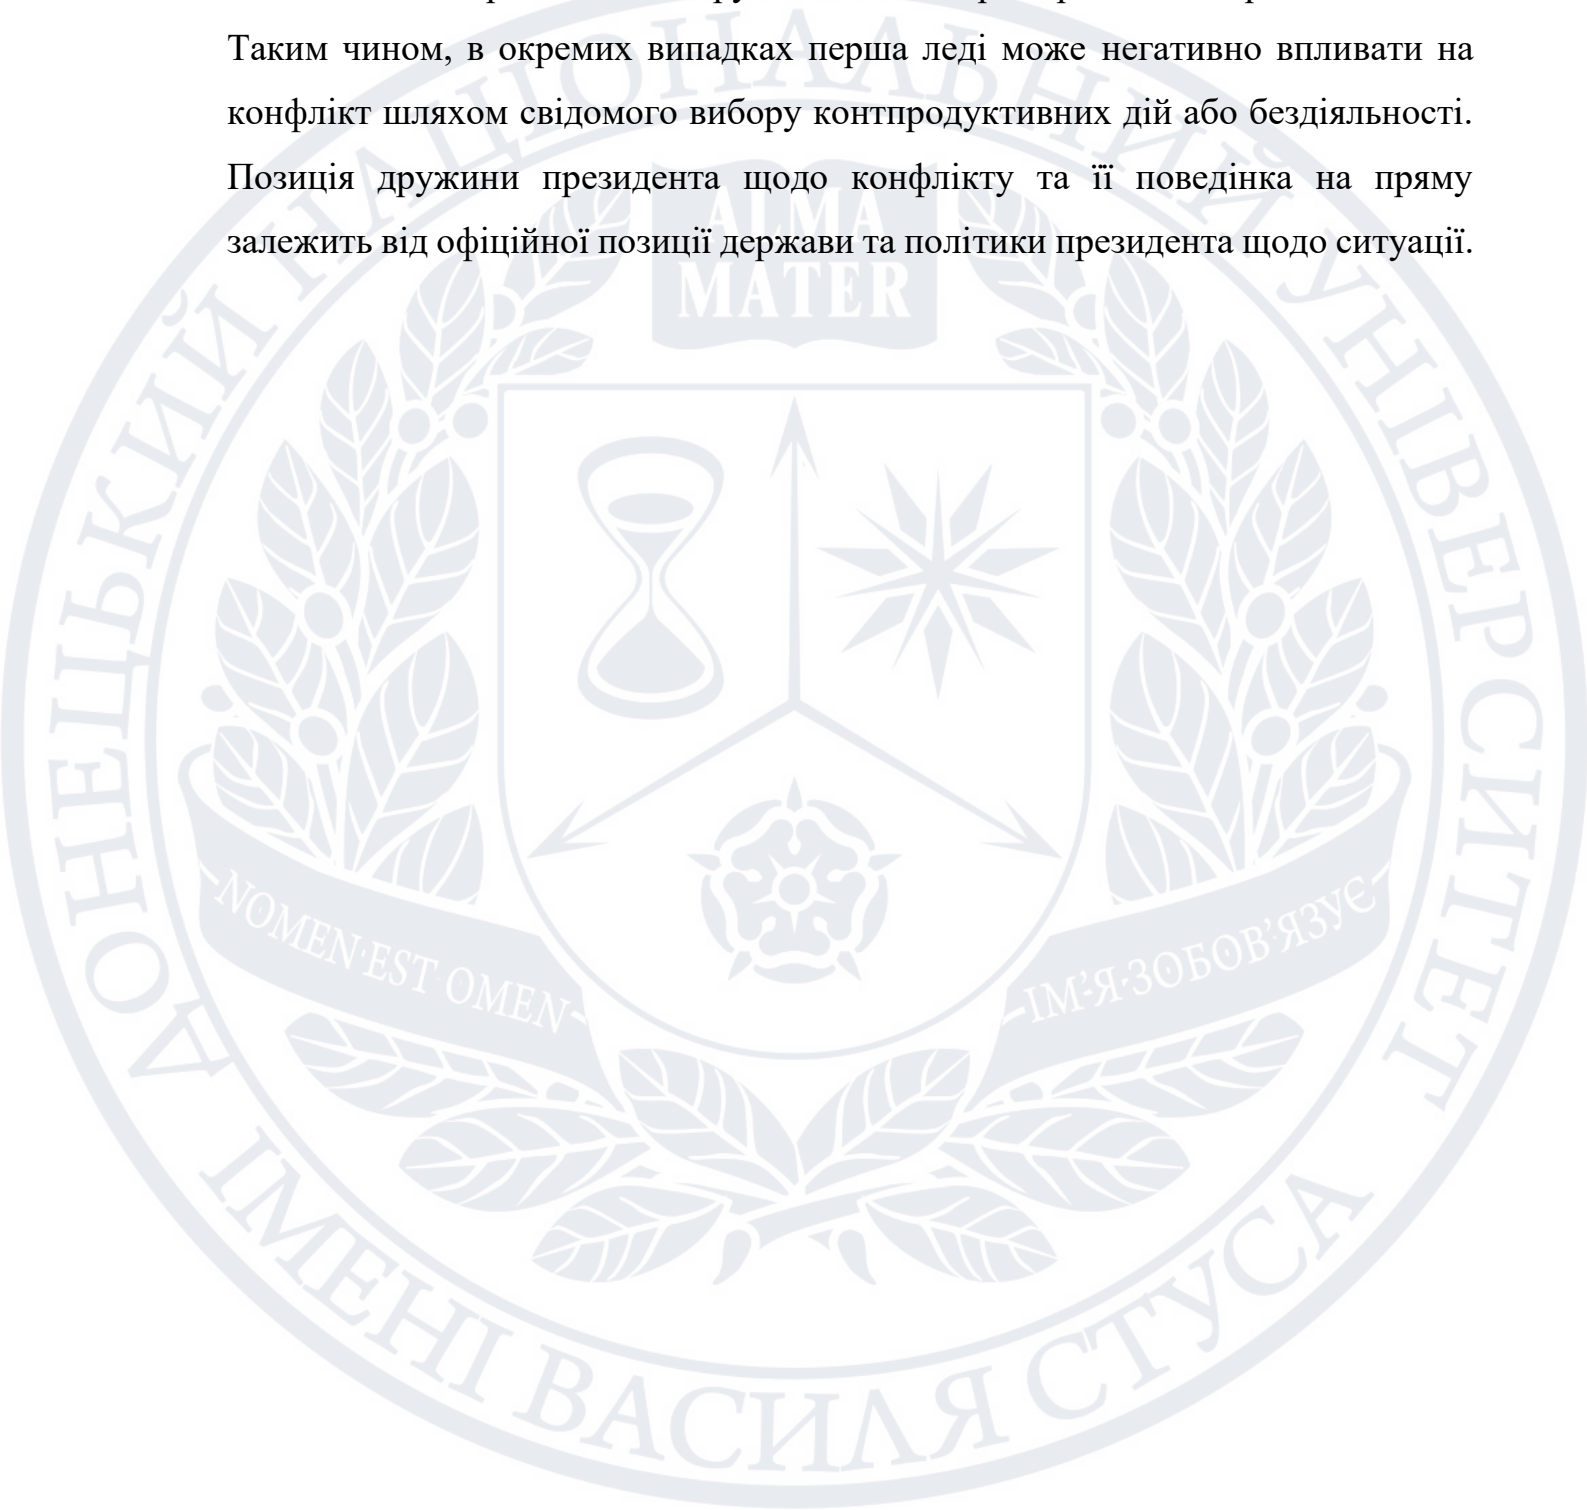 Таким чином, в окремих випадках перша леді може негативно впливати на
конфлікт шляхом свідомого вибору контпродуктивних дій або бездіяльності.
Позиція дружини президента щодо конфлікту та її поведінка на пряму
залежить від офіційної позиції держави та політики президента щодо ситуації.
ДОНЕЦЬКИЙ НАЦІОНАЛЬНИЙ УНІВЕРСИТЕТ
ІМЕНІ ВАСИЛЯ СТУСА
ALMA
MATER
NOMEN EST OMEN
ІМ'Я ЗОБОВ'ЯЗУЄ